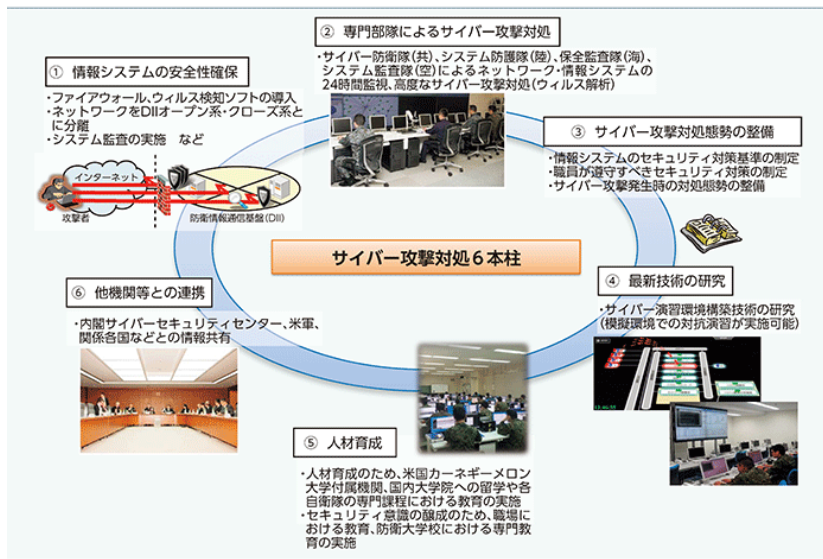 ① 情報システムの安全性確保
・ファイアウォール、ウィルス検知ソフトの導入
・ネットワークをDIIオープン系・クローズ系と
に分離
・システム監査の実施　など
インターネット
攻撃者
防衛情報通信基盤(DII)
② 専門部隊によるサイバー攻撃対処
・サイバー防衛隊(共)、システム防護隊(陸)、保全監査隊(海)、
システム監査隊(空)によるネットワーク・情報システムの
24時間監視、高度なサイバー攻撃対処(ウィルス解析)
③ サイバー攻撃対処態勢の整備
・情報システムのセキュリティ対策基準の制定
・職員が遵守すべきセキュリティ対策の制定
・サイバー攻撃発生時の対処態勢の整備
サイバー攻撃対処6本柱
④ 最新技術の研究
・サイバー演習環境構築技術の研究
(模擬環境での対抗演習が実施可能)
⑤ 人材育成
・人材育成のため、米国カーネギーメロン
大学付属機関、国内大学院への留学や各
自衛隊の専門課程における教育の実施
・セキュリティ意識の醸成のため、職場に
おける教育、防衛大学校における専門教
育の実施
⑥ 他機関等との連携
・内閣サイバーセキュリティセンター、米軍、
関係各国などとの情報共有